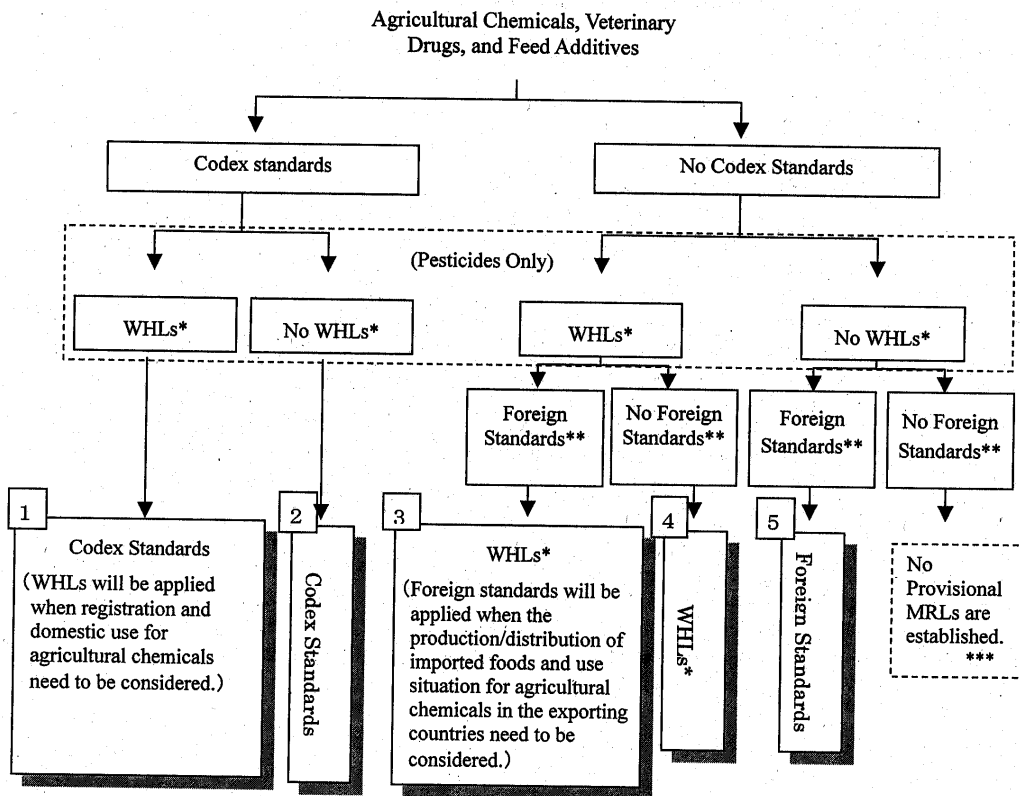 Agricultural Chemicals, Veterinary
Drugs, and Feed Additives
Codex standards
No Codex Standards
(Pesticides Only)
WHLs*
No WHLs*
WHLs*
No WHLs*
Foreign
Standards**
No Foreign
Standards**
Foreign
Standards**
No Foreign
Standards**
1
Codex Standards
(WHLs will be applied
when registration and
domestic use for
agricultural chemicals
need to be considered.)
2
Codex Standards
3
WHLs*
(Foreign standards will be
applied when the
production/distribution of
imported foods and use
situation for agricultural
chemicals in the exporting
countries need to be
considered.)
4
WHLs*
5
Foreign Standards
No
Provisional
MRLs are
established.
***